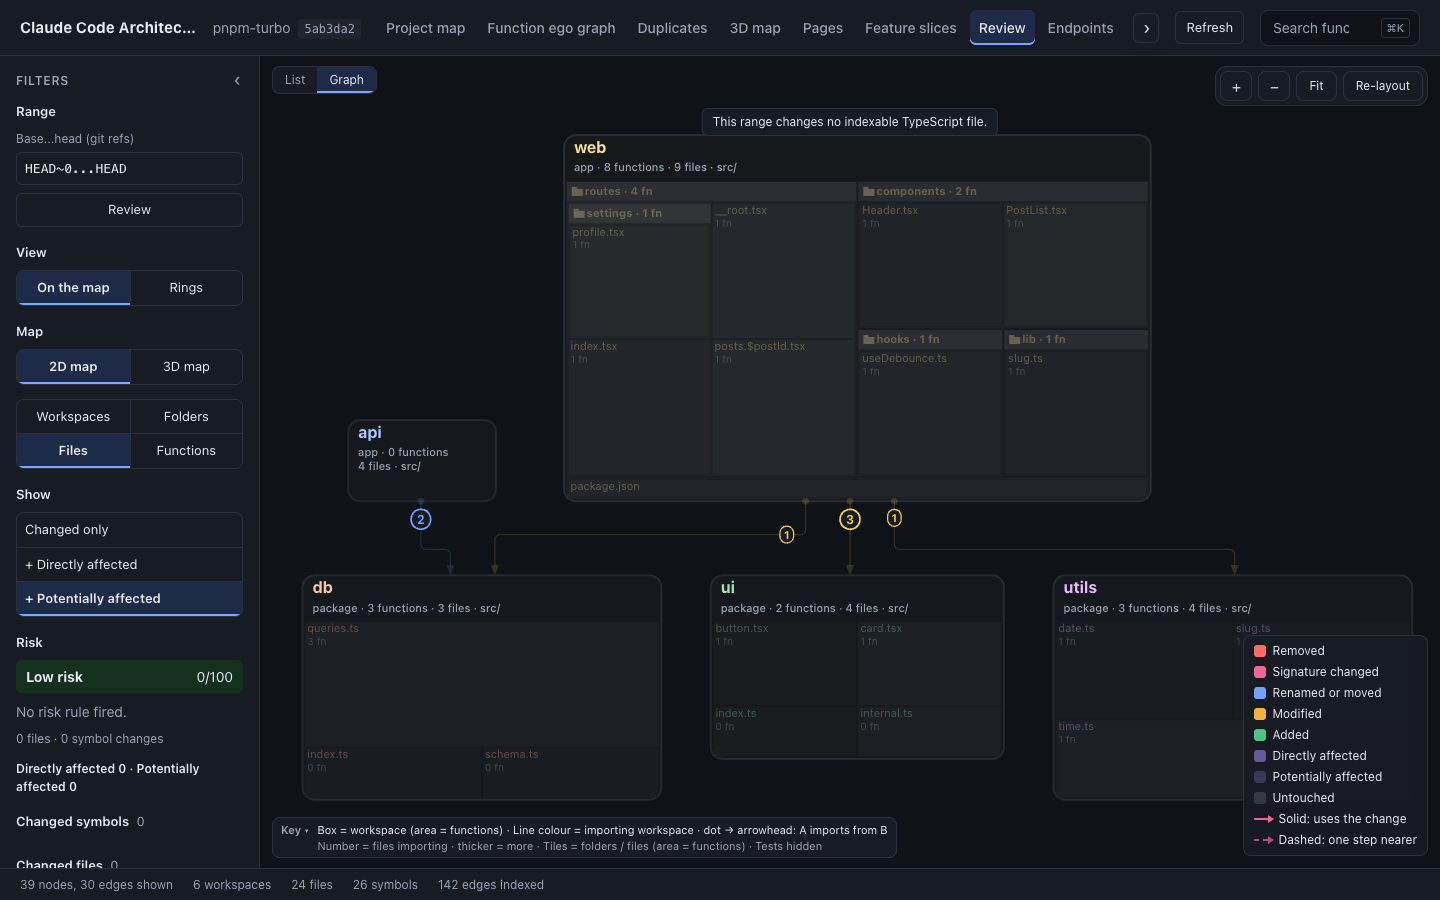 Claude Code Architec...
pnpm-turbo 5ab3da2
Project map
Function ego graph
Duplicates
3D map
Pages
Feature slices
Review
Endpoints
›
Refresh
Search func ⌘K
FILTERS
‹
Range
Base...head (git refs)
HEAD~0...HEAD
Review
View
On the map
Rings
Map
2D map
3D map
Workspaces
Folders
Files
Functions
Show
Changed only
+ Directly affected
+ Potentially affected
Risk
Low risk 0/100
No risk rule fired.
0 files · 0 symbol changes
Directly affected 0 · Potentially
affected 0
Changed symbols 0
Changed files 0
List
Graph
+
−
Fit
Re-layout
This range changes no indexable TypeScript file.
web
app · 8 functions · 9 files · src/
routes · 4 fn
components · 2 fn
settings · 1 fn
__root.tsx
1 fn
Header.tsx
1 fn
PostList.tsx
1 fn
profile.tsx
1 fn
hooks · 1 fn
lib · 1 fn
index.tsx
1 fn
posts.$postId.tsx
1 fn
useDebounce.ts
1 fn
slug.ts
1 fn
package.json
api
app · 0 functions
4 files · src/
2
1
3
1
db
package · 3 functions · 3 files · src/
queries.ts
3 fn
index.ts
0 fn
schema.ts
0 fn
ui
package · 2 functions · 4 files · src/
button.tsx
1 fn
card.tsx
1 fn
index.ts
0 fn
internal.ts
0 fn
utils
package · 3 functions · 4 files · src/
date.ts
1 fn
slug.ts
1
time.ts
1 fn
Removed
Signature changed
Renamed or moved
Modified
Added
Directly affected
Potentially affected
Untouched
Solid: uses the change
Dashed: one step nearer
Key ▾ Box = workspace (area = functions) · Line colour = importing workspace · dot → arrowhead: A imports from B
Number = files importing · thicker = more · Tiles = folders / files (area = functions) · Tests hidden
39 nodes, 30 edges shown
6 workspaces
24 files
26 symbols
142 edges indexed